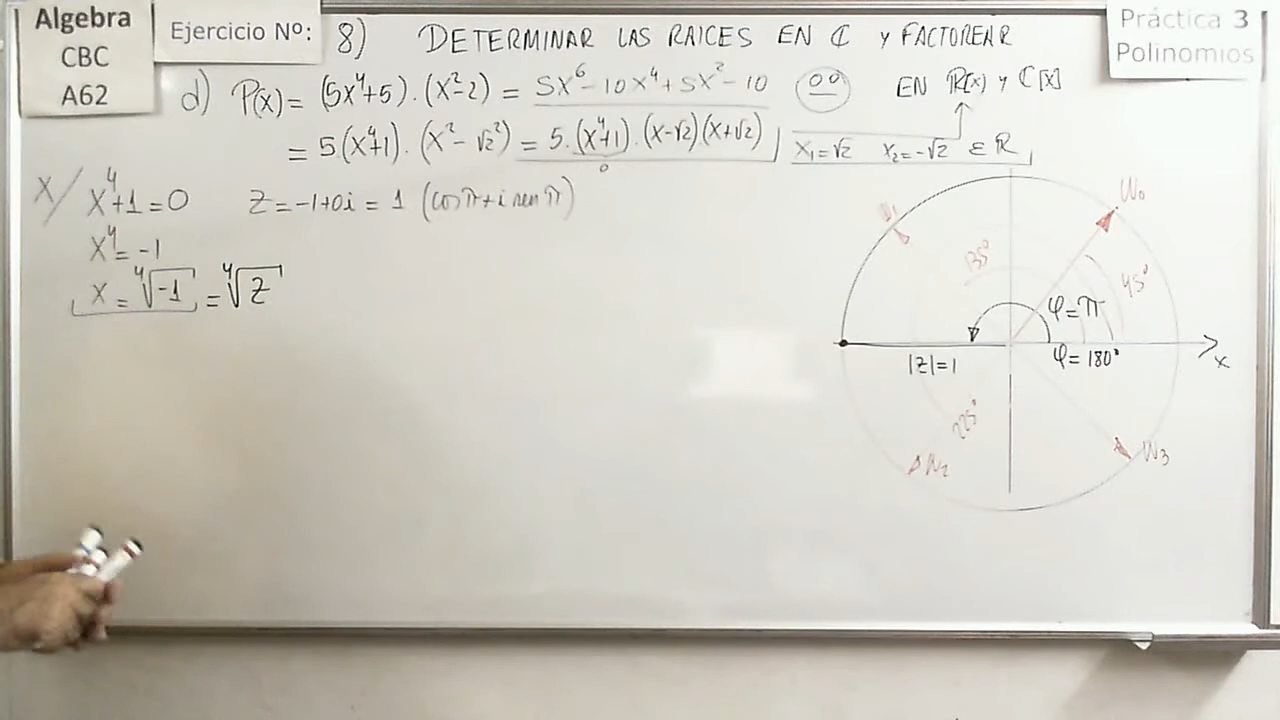 Algebra
CBC
A62
Ejercicio Nº: 8) DETERMINAR LAS RAICES EN ℂ y FACTOREAR
Práctica 3
Polinomios
d) P(x) = (5x⁴+5).(x²-2) = 5x⁶-10x⁴+5x²-10 EN ℝ[x) y ℂ[x]
= 5.(x⁴+1).(x²-√2²) = 5.(x⁴+1).(x-√2)(x+√2) x₁=√2 x₂=-√2 ∈ ℝ
x/ x⁴+1=0 z=-1+0i = 1 (cos π+i sen π)
x⁴=-1
x = ⁴√-1 = ⁴√z
W₀
W₁
135°
45°
φ=π
|z|=1
φ=180°
x
225°
W₂
W₃